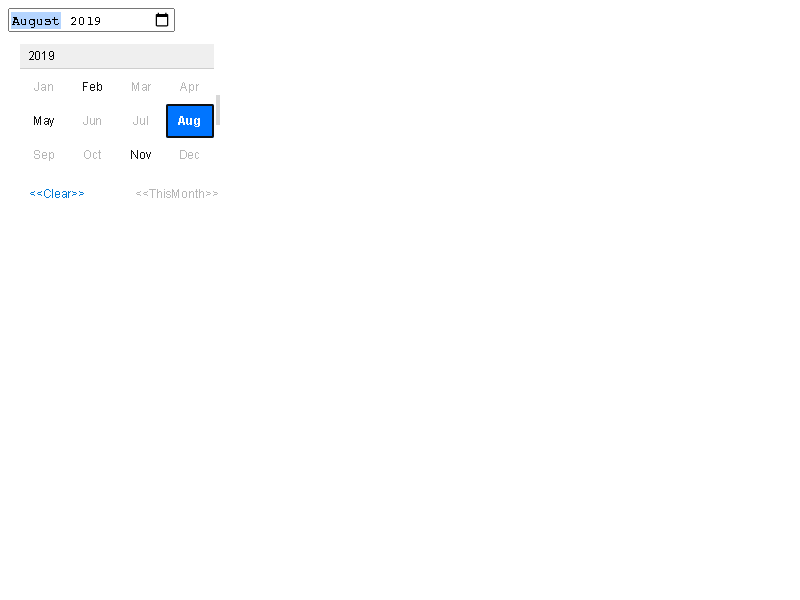 August 2019
2019
Jan Feb Mar Apr
May Jun Jul Aug
Sep Oct Nov Dec
<<Clear>> <<ThisMonth>>